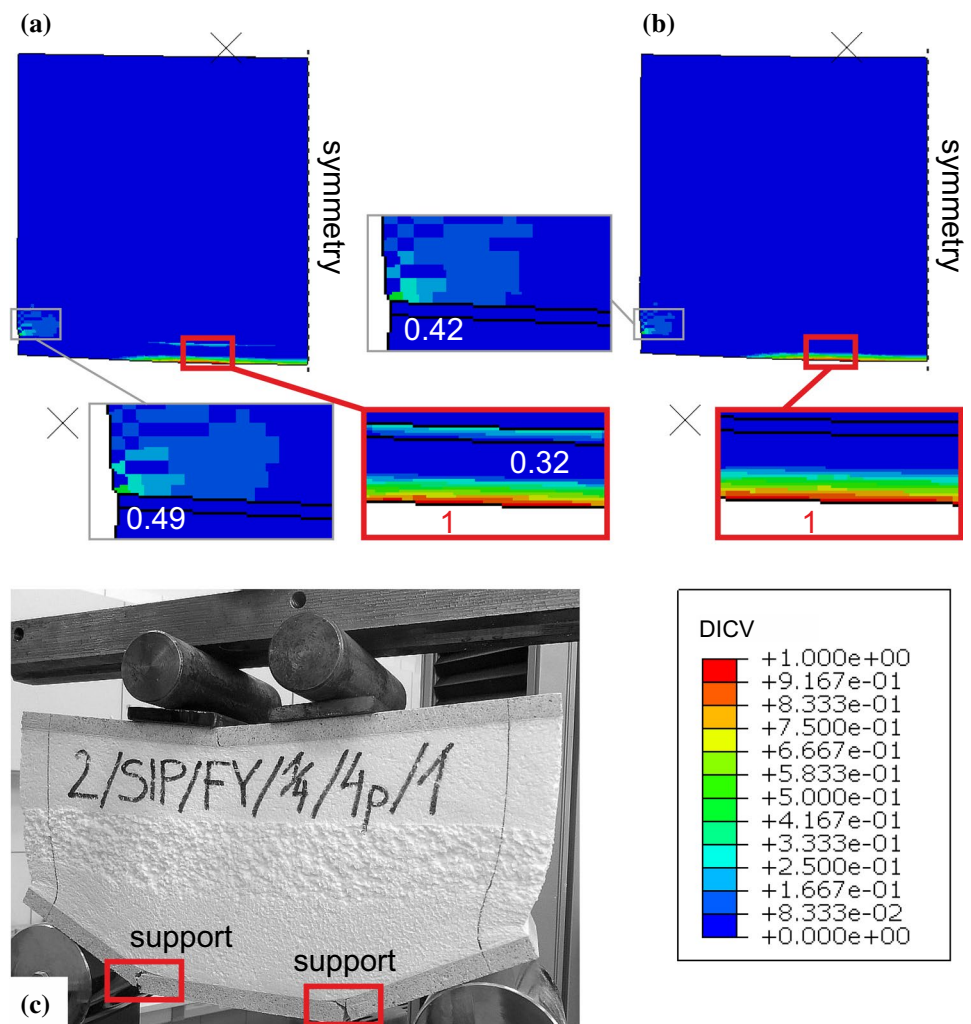 (a)
(b)
symmetry
symmetry
0.42
0.49
0.32
1
1
DICV
+1.000e+00
+9.167e-01
+8.333e-01
+7.500e-01
+6.667e-01
+5.833e-01
+5.000e-01
+4.167e-01
+3.333e-01
+2.500e-01
+1.667e-01
+8.333e-02
+0.000e+00
2/SIP/FY/1/4/4p/1
support
support
(c)